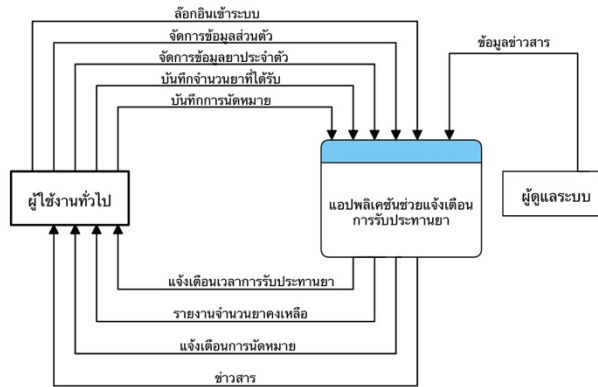 ล๊อกอินเข้าระบบ
จัดการข้อมูลส่วนตัว
จัดการข้อมูลยาประจำตัว
บันทึกจำนวนยาที่ได้รับ
บันทึกการนัดหมาย
ข้อมูลข่าวสาร
ผู้ใช้งานทั่วไป
แอปพลิเคชันช่วยแจ้งเตือน
การรับประทานยา
ผู้ดูแลระบบ
แจ้งเตือนเวลาการรับประทานยา
รายงานจำนวนยาคงเหลือ
แจ้งเตือนการนัดหมาย
ข่าวสาร